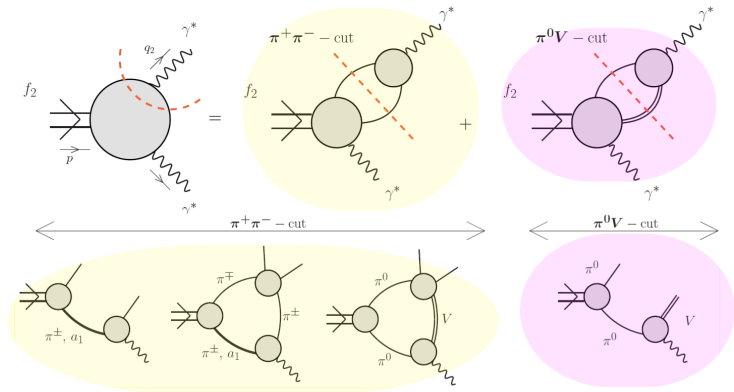 γ*
q₂
f₂
p
γ*
=
π⁺π⁻ – cut
γ*
f₂
γ*
+
π⁰V – cut
γ*
f₂
γ*
π⁺π⁻ – cut
π⁰V – cut
π±, a₁
π∓
π±
π±, a₁
π⁰
V
π⁰
π⁰
π⁰
V